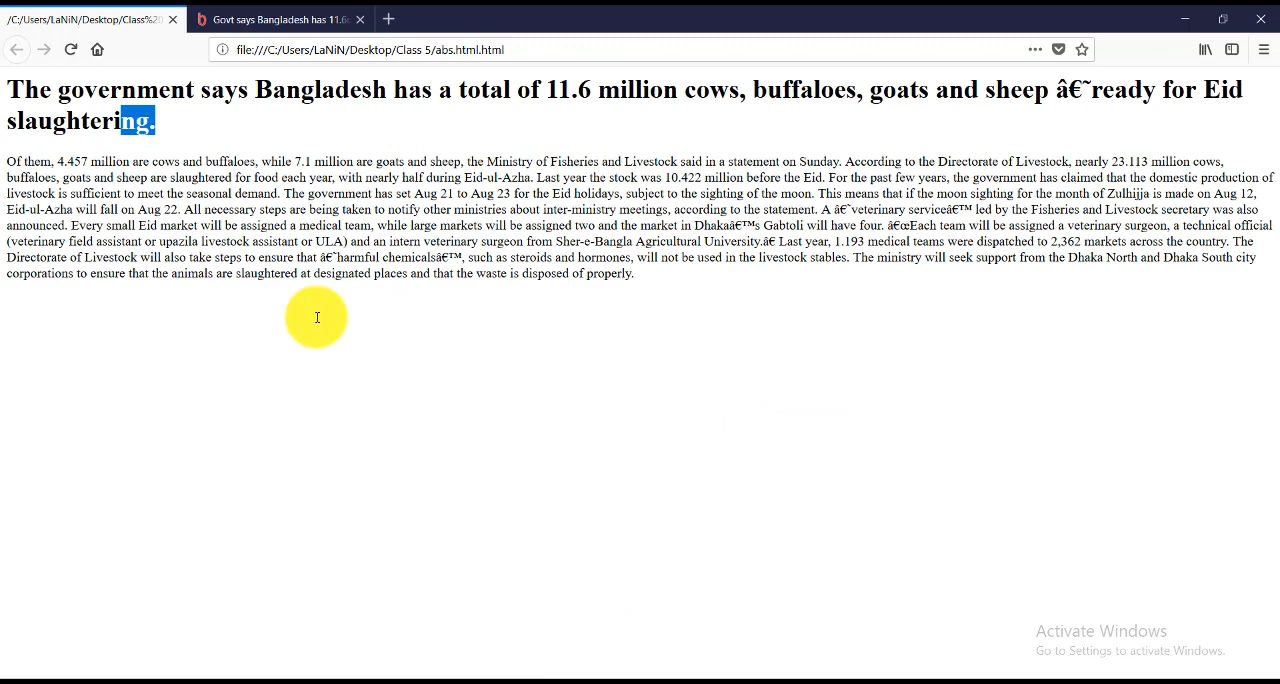 /C:/Users/LaNiN/Desktop/Class%20
Govt says Bangladesh has 11.6
file:///C:/Users/LaNiN/Desktop/Class 5/abs.html.html
The government says Bangladesh has a total of 11.6 million cows, buffaloes, goats and sheep â€˜ready for Eid
slaughtering.
Of them, 4.457 million are cows and buffaloes, while 7.1 million are goats and sheep, the Ministry of Fisheries and Livestock said in a statement on Sunday. According to the Directorate of Livestock, nearly 23.113 million cows,
buffaloes, goats and sheep are slaughtered for food each year, with nearly half during Eid-ul-Azha. Last year the stock was 10.422 million before the Eid. For the past few years, the government has claimed that the domestic production of
livestock is sufficient to meet the seasonal demand. The government has set Aug 21 to Aug 23 for the Eid holidays, subject to the sighting of the moon. This means that if the moon sighting for the month of Zulhijja is made on Aug 12,
Eid-ul-Azha will fall on Aug 22. All necessary steps are being taken to notify other ministries about inter-ministry meetings, according to the statement. A â€˜veterinary serviceâ€™ led by the Fisheries and Livestock secretary was also
announced. Every small Eid market will be assigned a medical team, while large markets will be assigned two and the market in Dhakaâ€™s Gabtoli will have four. â€œEach team will be assigned a veterinary surgeon, a technical official
(veterinary field assistant or upazila livestock assistant or ULA) and an intern veterinary surgeon from Sher-e-Bangla Agricultural University.â€ Last year, 1.193 medical teams were dispatched to 2,362 markets across the country. The
Directorate of Livestock will also take steps to ensure that â€˜harmful chemicalsâ€™, such as steroids and hormones, will not be used in the livestock stables. The ministry will seek support from the Dhaka North and Dhaka South city
corporations to ensure that the animals are slaughtered at designated places and that the waste is disposed of properly.
Activate Windows
Go to Settings to activate Windows.